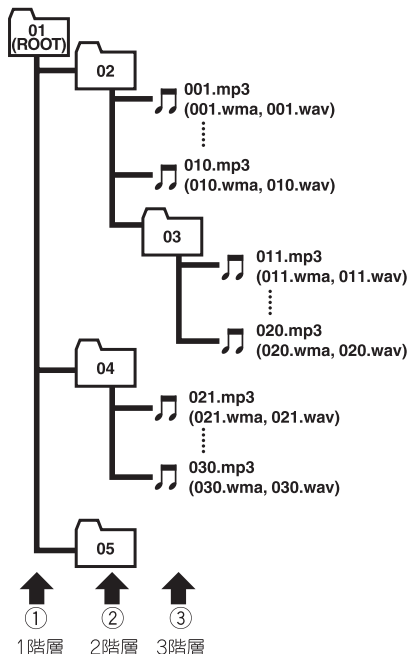 01
(ROOT)
02
001.mp3
(001.wma, 001.wav)
010.mp3
(010.wma, 010.wav)
03
011.mp3
(011.wma, 011.wav)
020.mp3
(020.wma, 020.wav)
04
021.mp3
(021.wma, 021.wav)
030.mp3
(030.wma, 030.wav)
05
① ② ③
1階層 2階層 3階層